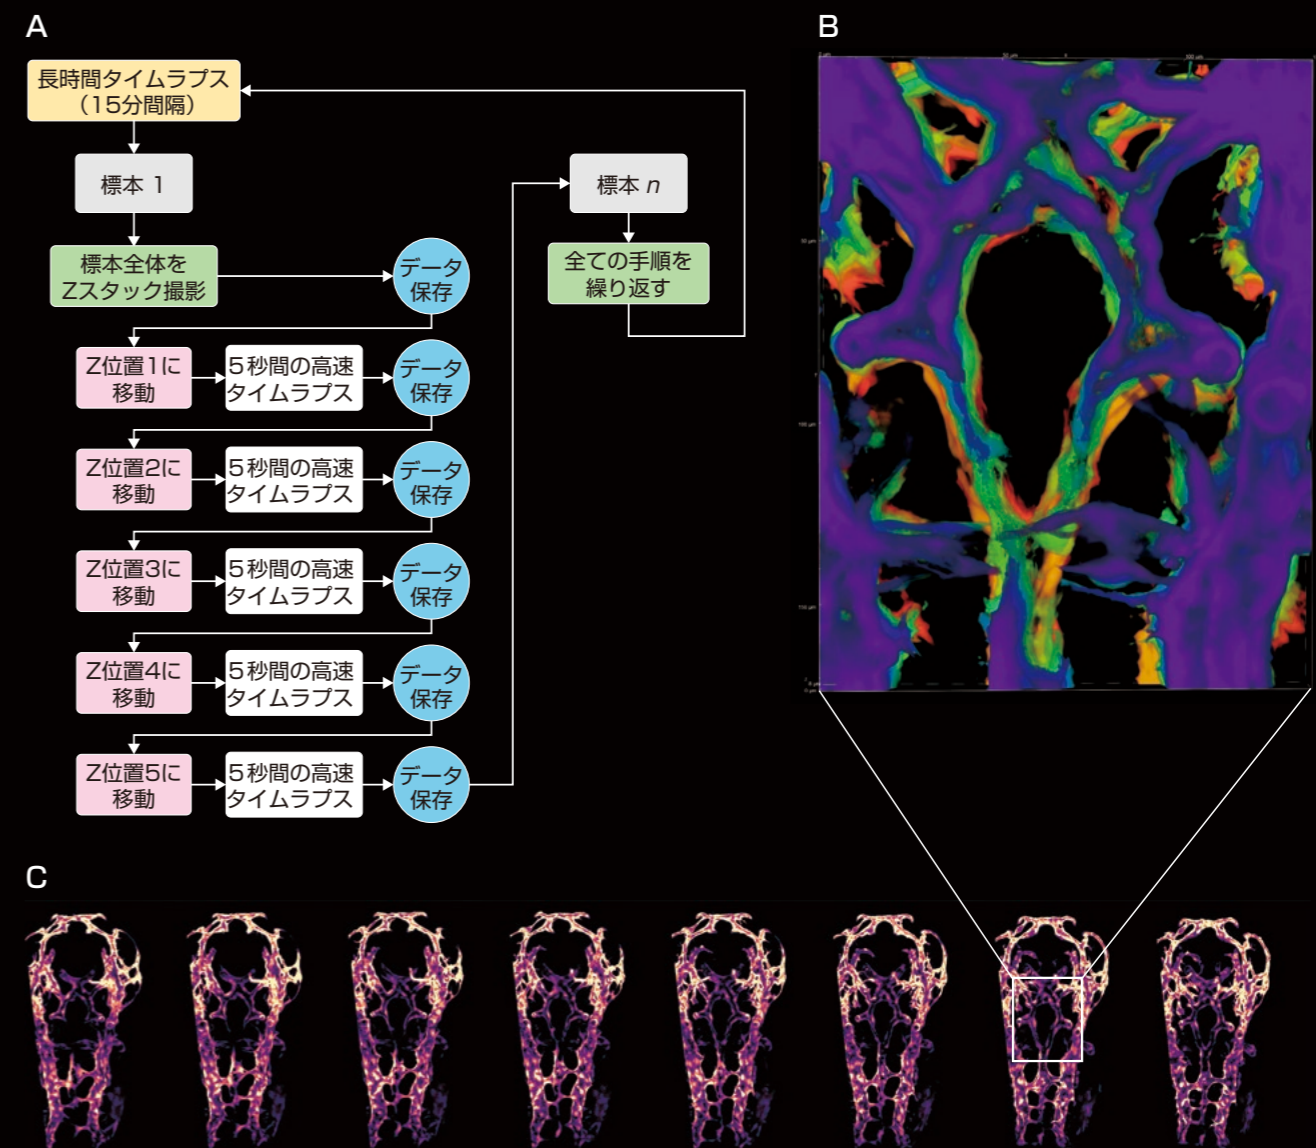 A
長時間タイムラプス
（15分間隔）
標本 1
標本全体を
Zスタック撮影
データ
保存
Z位置1に
移動
5秒間の高速
タイムラプス
データ
保存
Z位置2に
移動
5秒間の高速
タイムラプス
データ
保存
Z位置3に
移動
5秒間の高速
タイムラプス
データ
保存
Z位置4に
移動
5秒間の高速
タイムラプス
データ
保存
Z位置5に
移動
5秒間の高速
タイムラプス
データ
保存
標本 n
全ての手順を
繰り返す
B
C